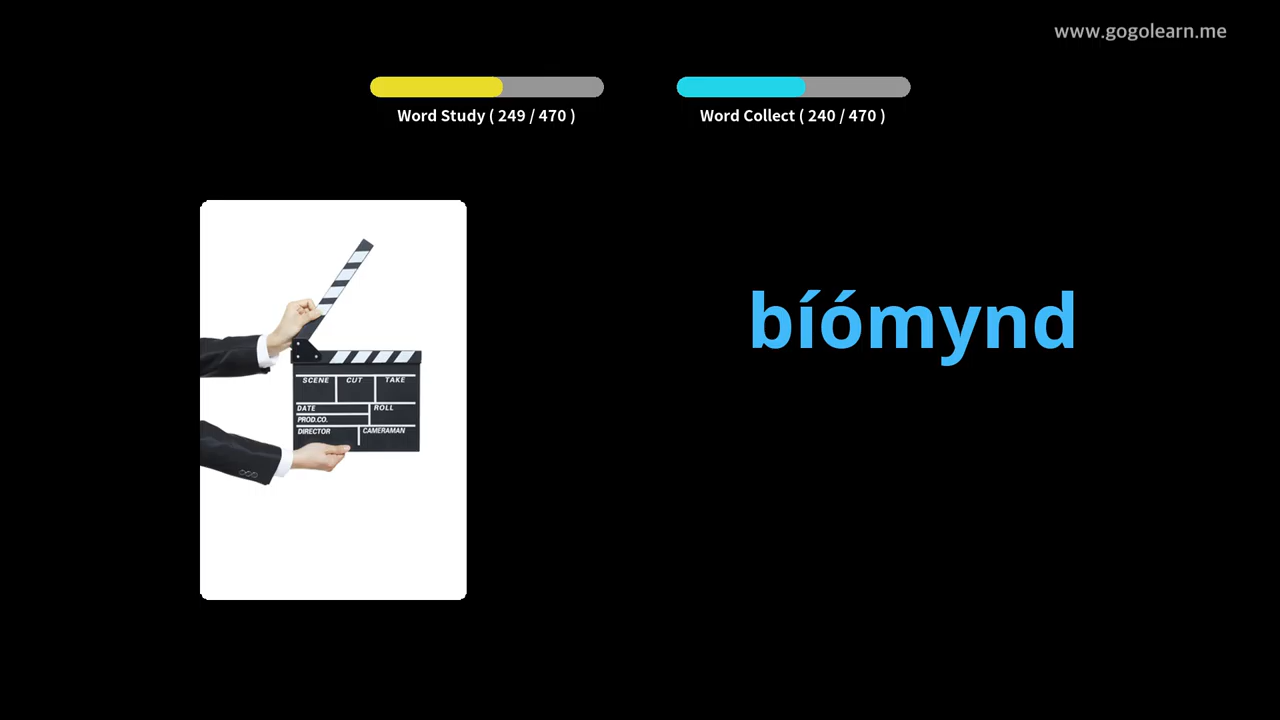 www.gogolearn.me
Word Study ( 249 / 470 )
Word Collect ( 240 / 470 )
bíómynd
SCENE CUT TAKE
DATE ROLL
PROD.CO.
DIRECTOR CAMERAMAN